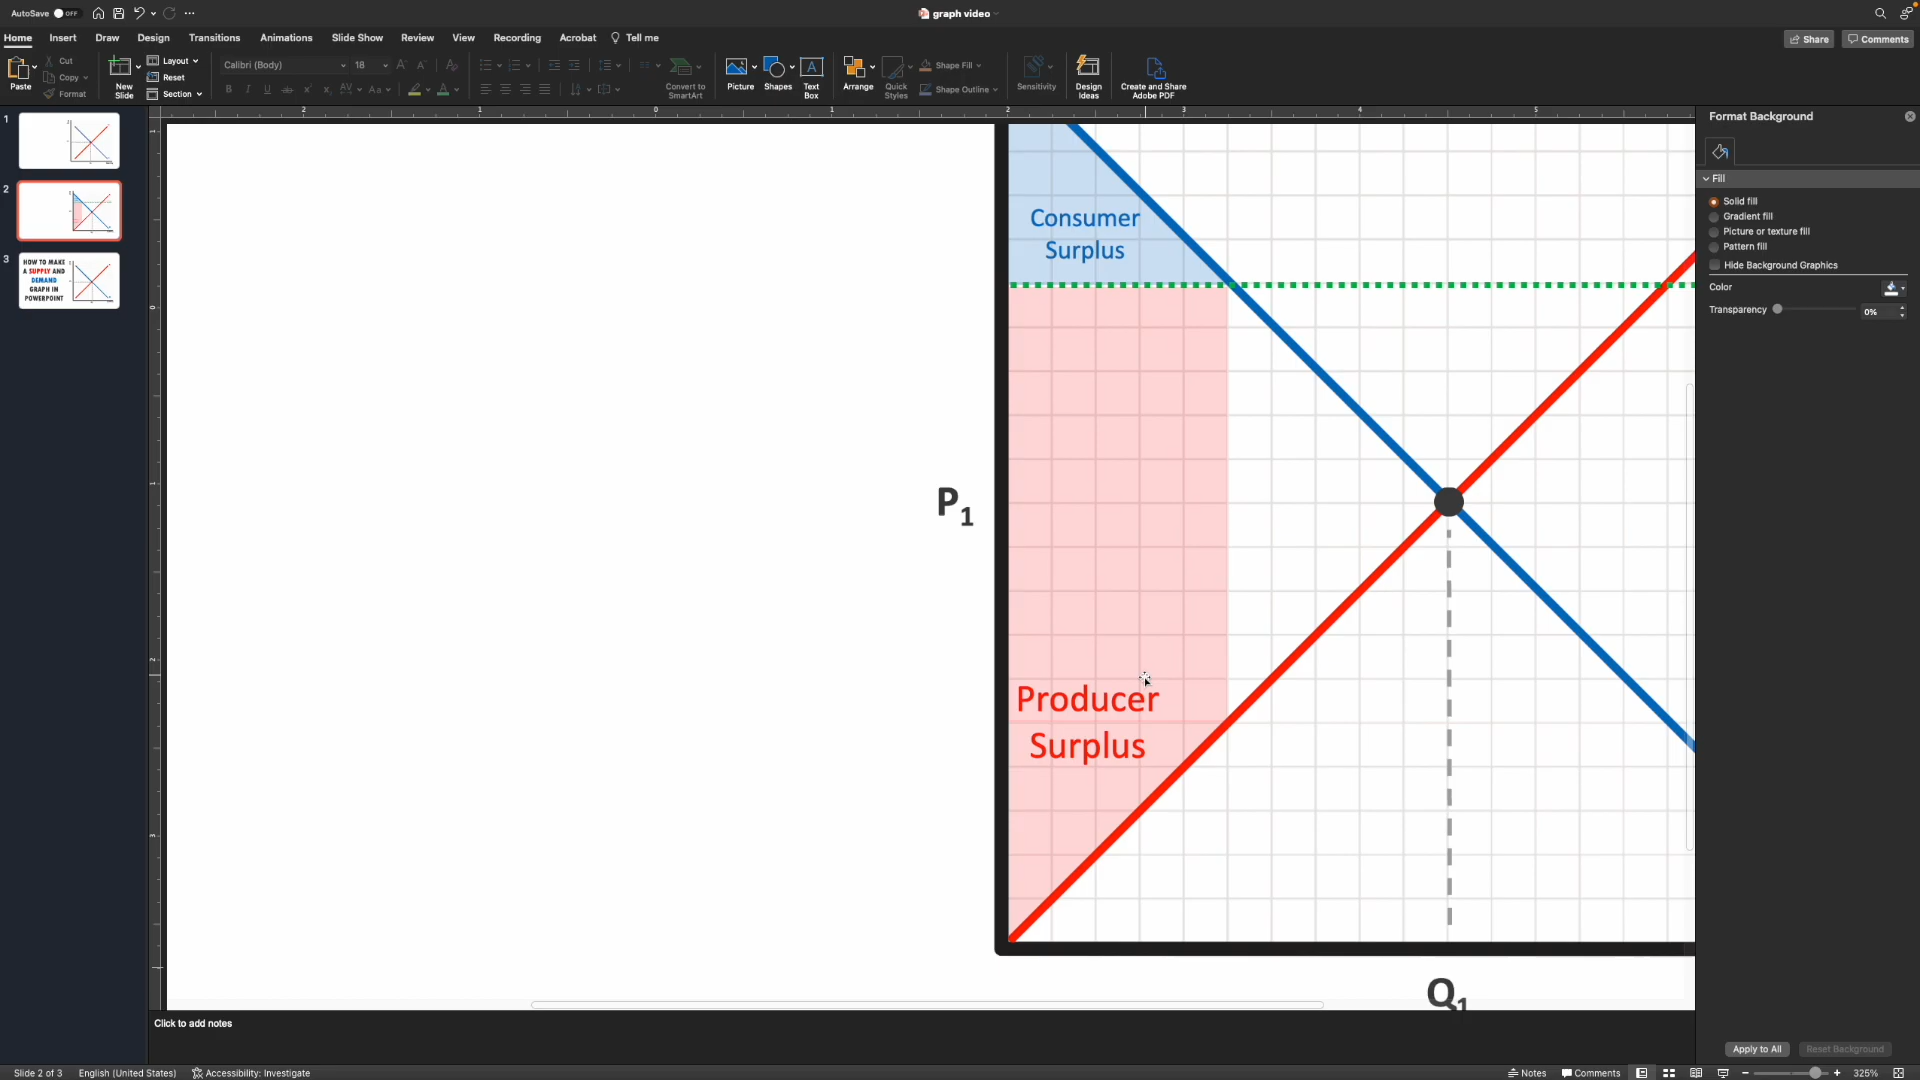 AutoSave OFF
graph video
Home Insert Draw Design Transitions Animations Slide Show Review View Recording Acrobat Tell me
Share Comments
Paste
Cut
Copy
Format
New Slide
Layout
Reset
Section
Calibri (Body) 18
Convert to SmartArt
Picture
Shapes
Text Box
Arrange
Quick Styles
Shape Fill
Shape Outline
Sensitivity
Design Ideas
Create and Share Adobe PDF
Format Background
Fill
Solid fill
Gradient fill
Picture or texture fill
Pattern fill
Hide Background Graphics
Color
Transparency 0%
1
2
3
HOW TO MAKE
A SUPPLY AND
DEMAND
GRAPH IN
POWERPOINT
Consumer
Surplus
P1
Producer
Surplus
Q1
Click to add notes
Apply to All Reset Background
Slide 2 of 3 English (United States) Accessibility: Investigate
Notes Comments 325%